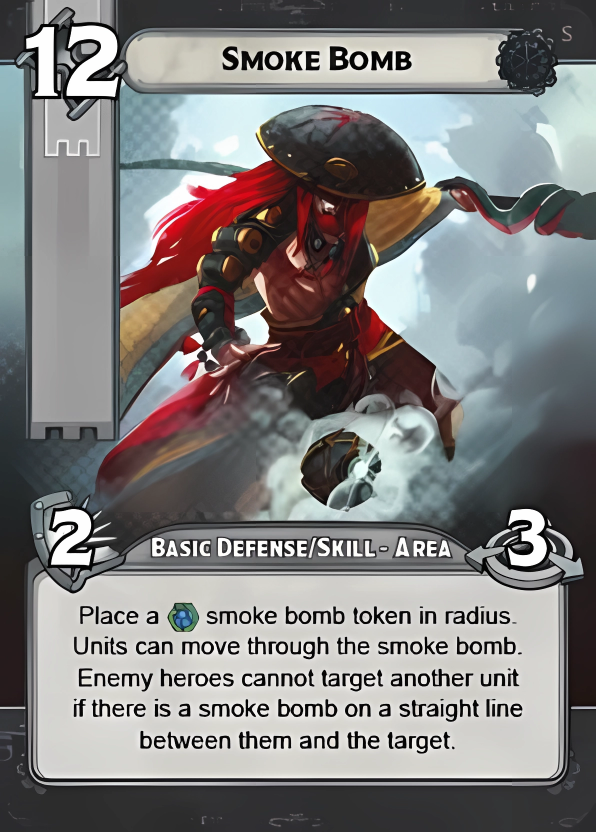 12
SMOKE BOMB
S
2
BASIC DEFENSE/SKILL - AREA
3
Place a smoke bomb token in radius.
Units can move through the smoke bomb.
Enemy heroes cannot target another unit
if there is a smoke bomb on a straight line
between them and the target.